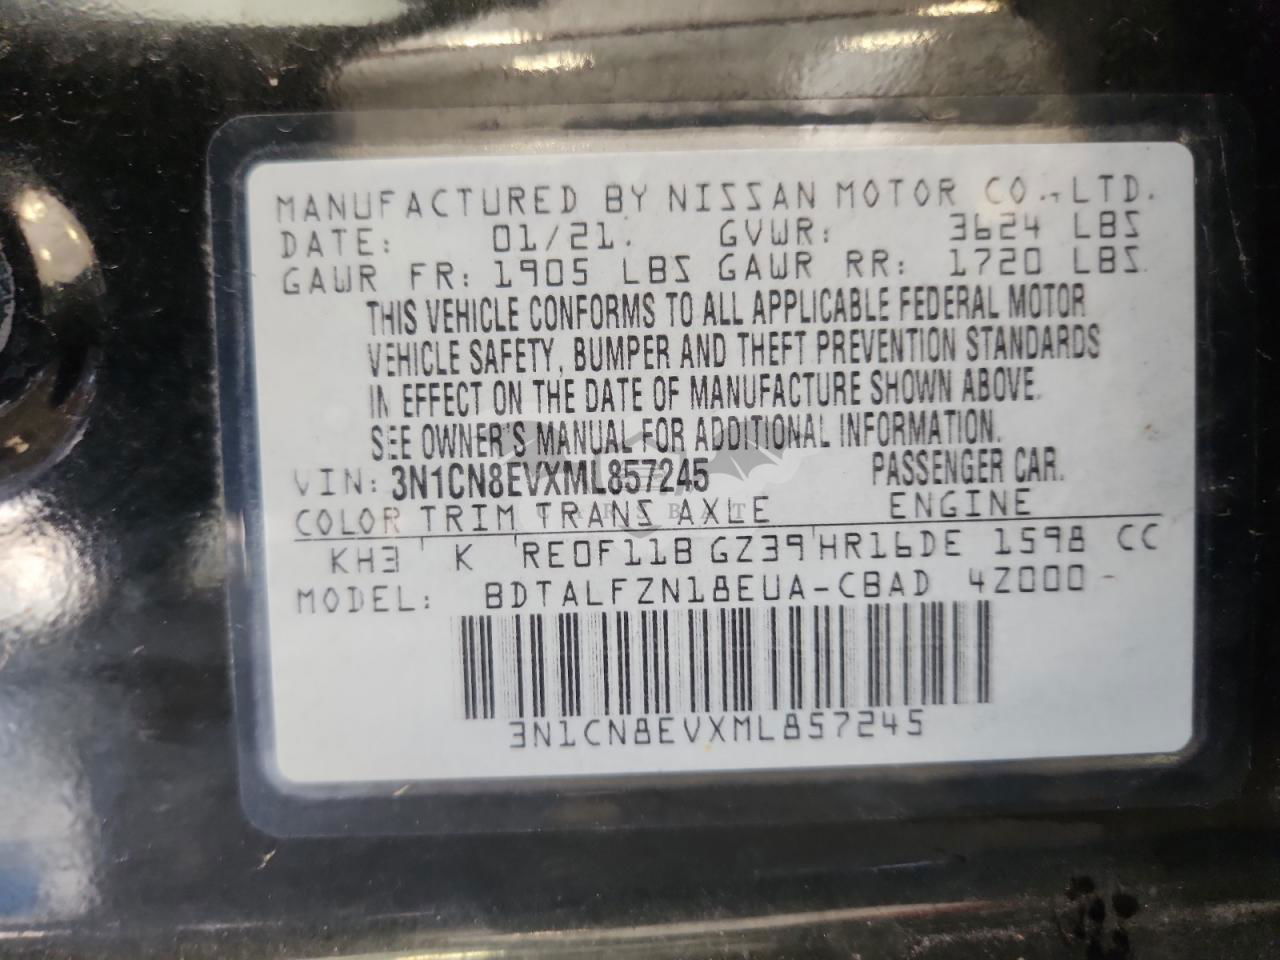 MANUFACTURED BY NISSAN MOTOR CO., LTD.
DATE: 01/21. GVWR: 3624 LBS
GAWR FR: 1905 LBS GAWR RR: 1720 LBS
THIS VEHICLE CONFORMS TO ALL APPLICABLE FEDERAL MOTOR
VEHICLE SAFETY, BUMPER AND THEFT PREVENTION STANDARDS
IN EFFECT ON THE DATE OF MANUFACTURE SHOWN ABOVE.
SEE OWNER'S MANUAL FOR ADDITIONAL INFORMATION.
VIN: 3N1CN8EVXML857245 PASSENGER CAR.
COLOR TRIM TRANS AXLE ENGINE
KH3 K RE0F11B GZ39 HR16DE 1598 CC
MODEL: BDTALFZN18EUA-CBAD 4Z000-
3N1CN8EVXML857245